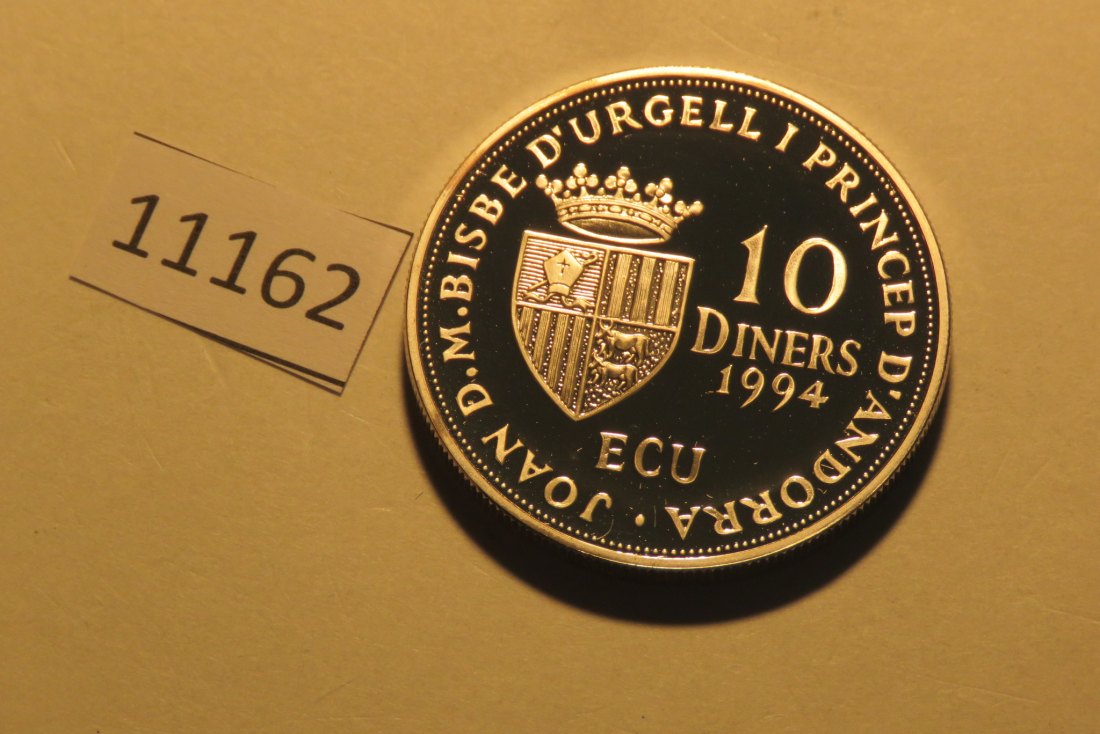 11162
JOAN D.M.BISBE D'URGELL I PRINCEP D'ANDORRA ·
10
DINERS
1994
ECU